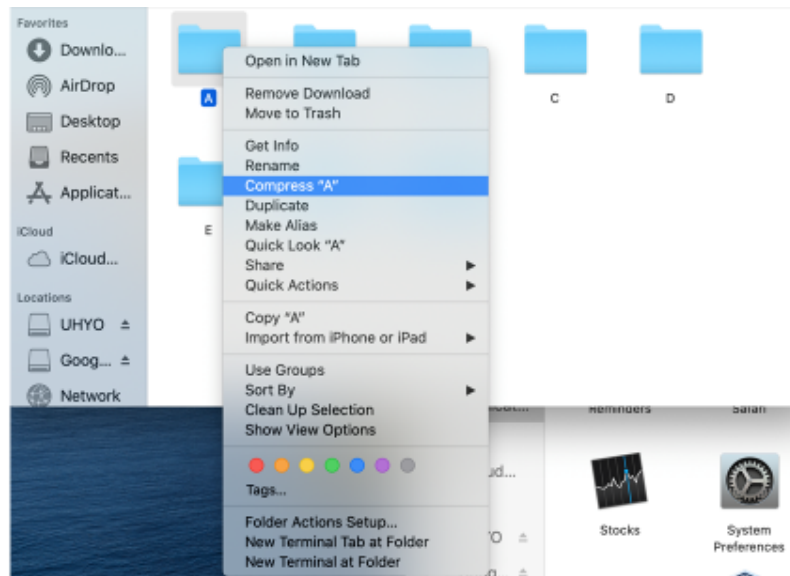 Favorites
Downlo...
AirDrop
Desktop
Recents
Applicat...
iCloud
iCloud...
Locations
UHYO
Goog...
Network
A
C
D
E
Open in New Tab
Remove Download
Move to Trash
Get Info
Rename
Compress “A”
Duplicate
Make Alias
Quick Look “A”
Share
Quick Actions
Copy “A”
Import from iPhone or iPad
Use Groups
Sort By
Clean Up Selection
Show View Options
Tags...
Folder Actions Setup...
New Terminal Tab at Folder
New Terminal at Folder
Reminders
Safari
Stocks
System
Preferences